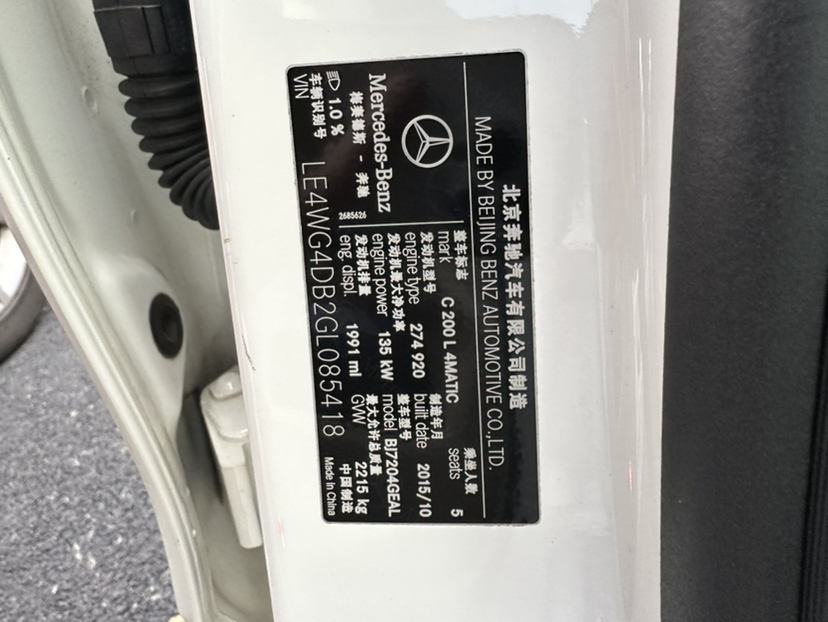 北京奔驰汽车有限公司制造
MADE BY BEIJING BENZ AUTOMOTIVE CO.,LTD.
整车标志 乘坐人数
mark C 200 L 4MATIC seats 5
发动机型号 制造年月
engine type 274 920 built date 2015/10
发动机最大净功率 整车型号
engine power 135 kW model BJ7204GEAL
发动机排量 最大允许总质量
eng. displ. 1991 ml GVW 2215 kg
Mercedes-Benz
梅赛德斯 - 奔驰 2685626
1.0 %
车辆识别号 中国制造
VIN LE4WG4DB2GL085418 Made in China